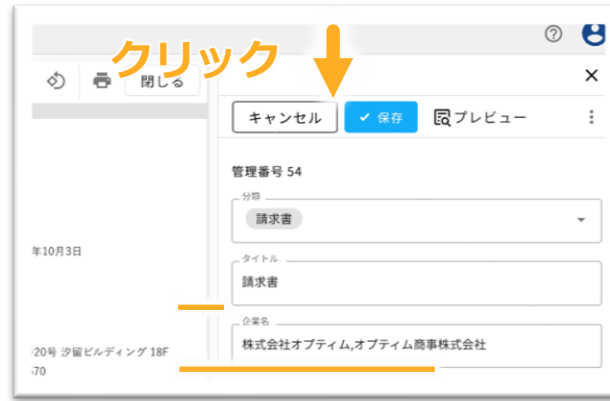 クリック
閉じる
キャンセル
保存
プレビュー
管理番号 54
分類
請求書
年10月3日
タイトル
請求書
企業名
株式会社オプティム,オプティム商事株式会社
20号 汐留ビルディング 18F
70